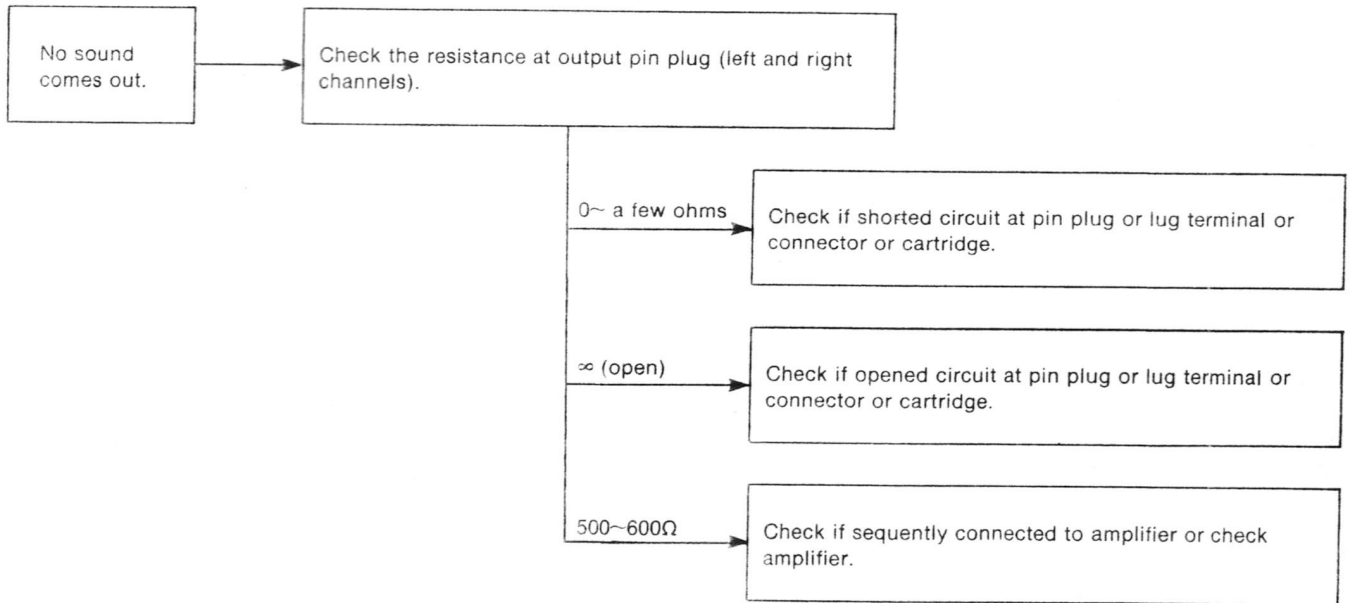 No sound
comes out.
Check the resistance at output pin plug (left and right
channels).
0~ a few ohms
Check if shorted circuit at pin plug or lug terminal or
connector or cartridge.
∞ (open)
Check if opened circuit at pin plug or lug terminal or
connector or cartridge.
500~600Ω
Check if sequently connected to amplifier or check
amplifier.